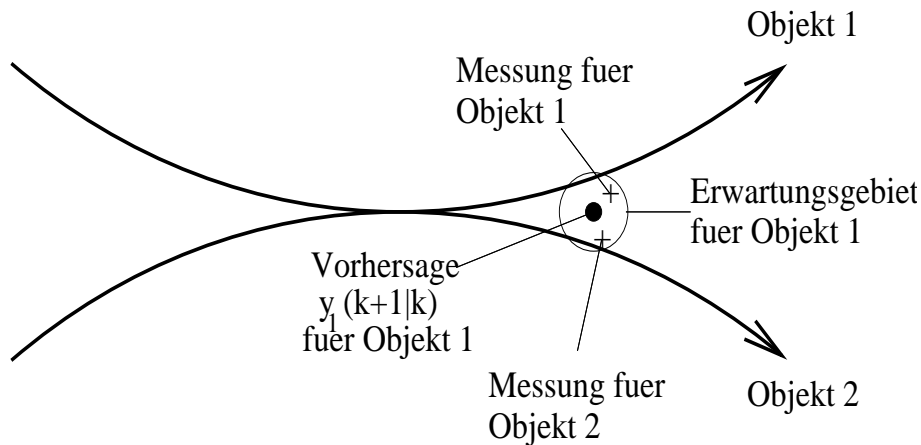 Objekt 1
Messung fuer
Objekt 1
Erwartungsgebiet
fuer Objekt 1
Vorhersage
y1 (k+1|k)
fuer Objekt 1
Messung fuer
Objekt 2
Objekt 2